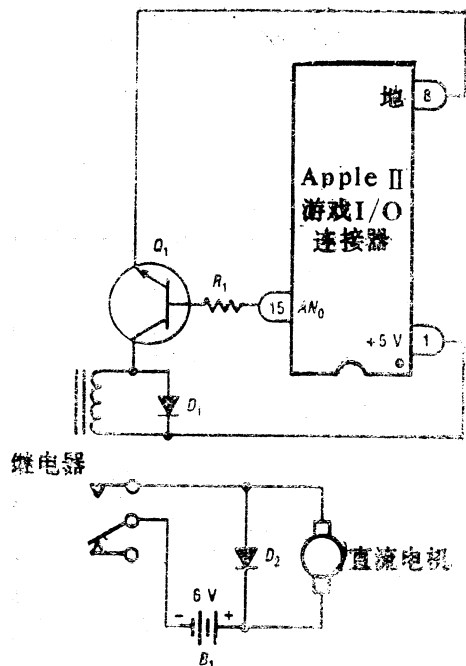 地
8
Apple II
游戏I/O
连接器
Q₁
R₁
15
AN₀
+5 V
1
D₁
继电器
D₂
直流电机
6 V
-
+
B₁